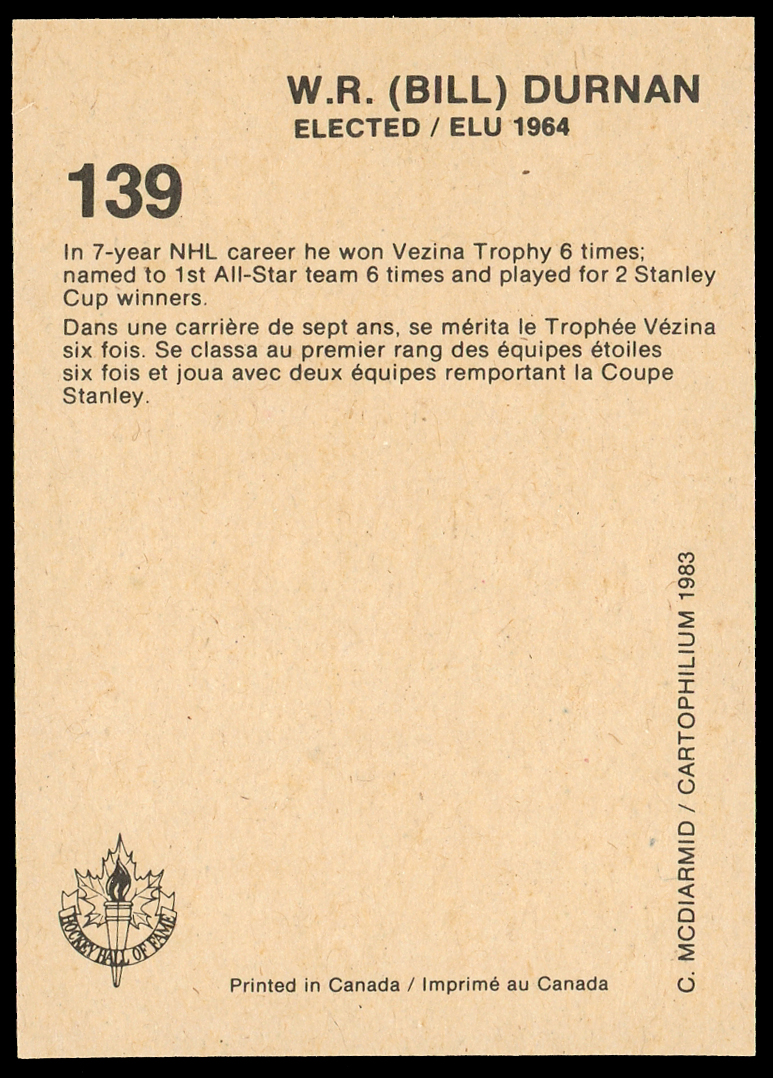 W.R. (BILL) DURNAN
ELECTED / ELU 1964
139
In 7-year NHL career he won Vezina Trophy 6 times;
named to 1st All-Star team 6 times and played for 2 Stanley
Cup winners.
Dans une carrière de sept ans, se mérita le Trophée Vézina
six fois. Se classa au premier rang des équipes étoiles
six fois et joua avec deux équipes remportant la Coupe
Stanley.
C. MCDIARMID / CARTOPHILIUM 1983
HOCKEY HALL OF FAME
Printed in Canada / Imprimé au Canada